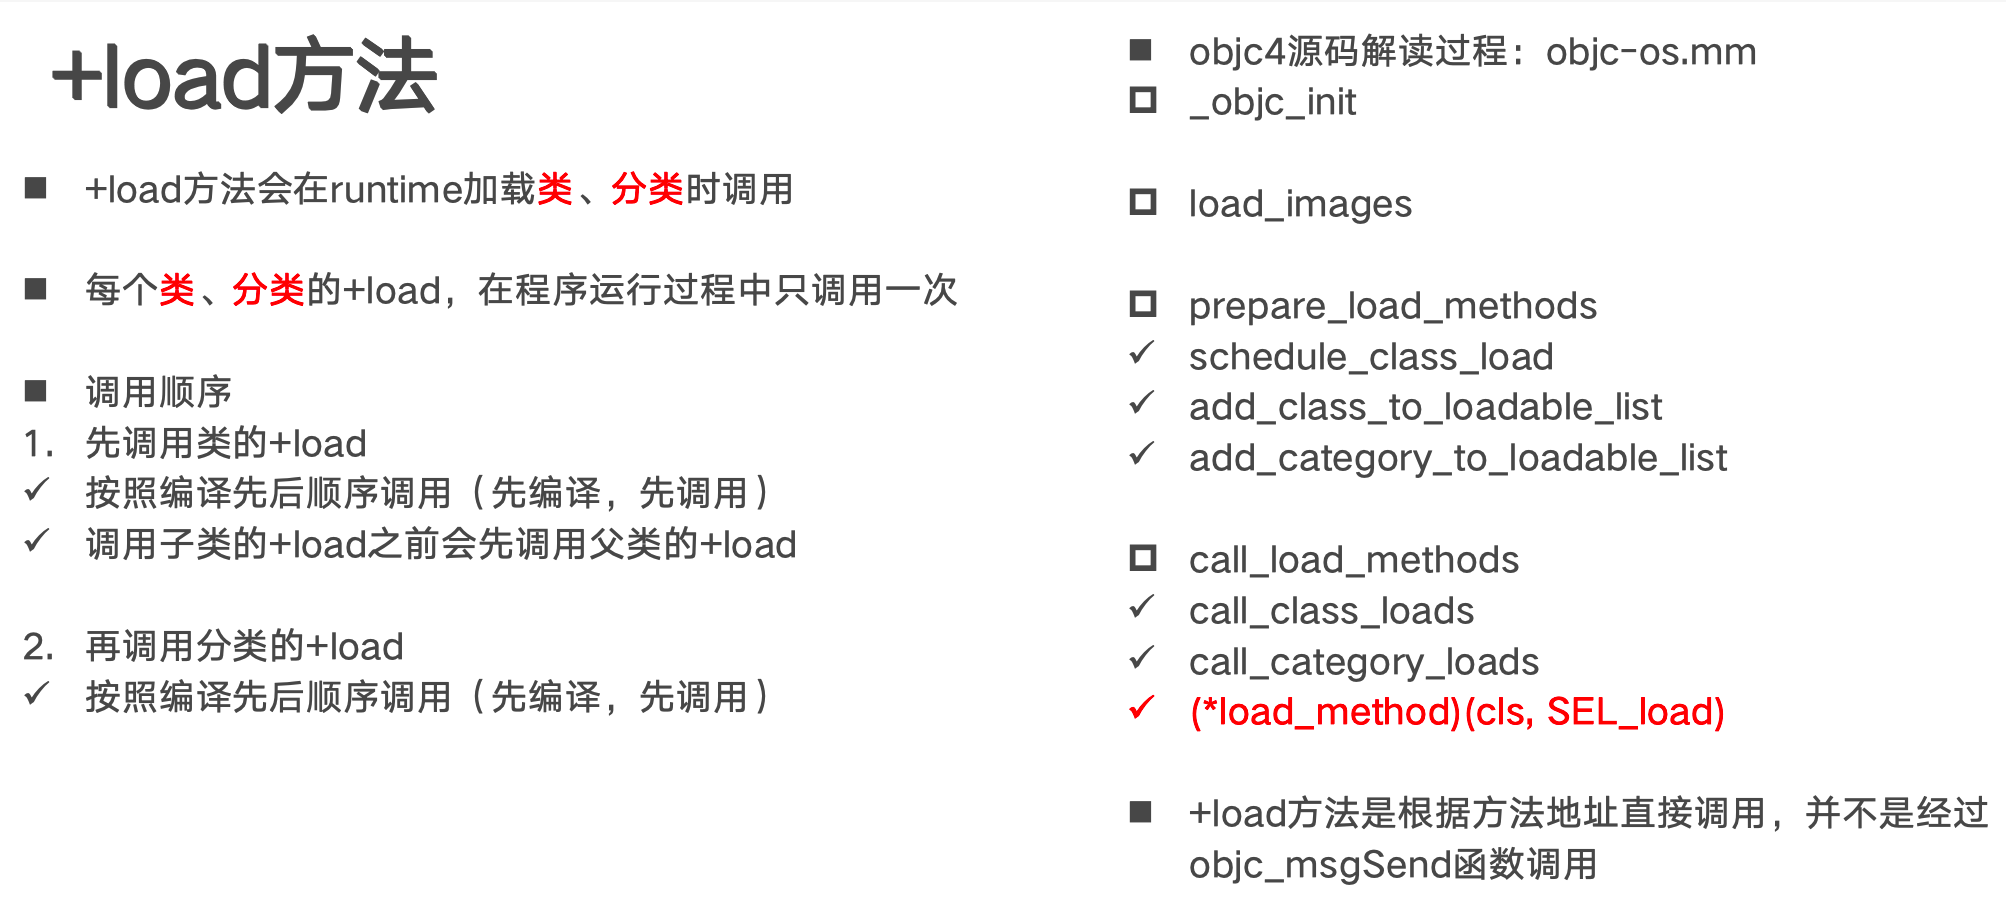 +load方法
+load方法会在runtime加载类、分类时调用
每个类、分类的+load，在程序运行过程中只调用一次
调用顺序
1. 先调用类的+load
按照编译先后顺序调用（先编译，先调用）
调用子类的+load之前会先调用父类的+load
2. 再调用分类的+load
按照编译先后顺序调用（先编译，先调用）
objc4源码解读过程：objc-os.mm
_objc_init
load_images
prepare_load_methods
schedule_class_load
add_class_to_loadable_list
add_category_to_loadable_list
call_load_methods
call_class_loads
call_category_loads
(*load_method)(cls, SEL_load)
+load方法是根据方法地址直接调用，并不是经过
objc_msgSend函数调用